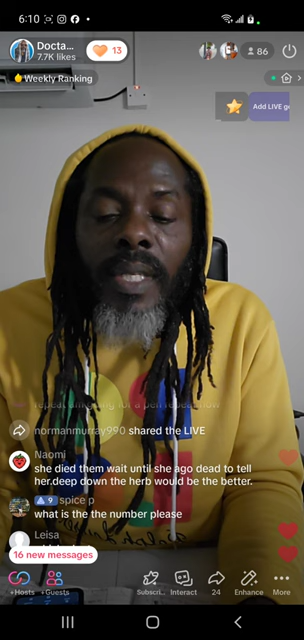 6:10
86
Docta...
7.7K likes
13
86
Weekly Ranking
Add LIVE g
normanmurray990 shared the LIVE
Naomi
she died them wait until she ago dead to tell
her.deep down the herb would be the better.
9 spice p
what is the the number please
Leisa
16 new messages
+Hosts
+Guests
Subscri...
Interact
24
Enhance
More